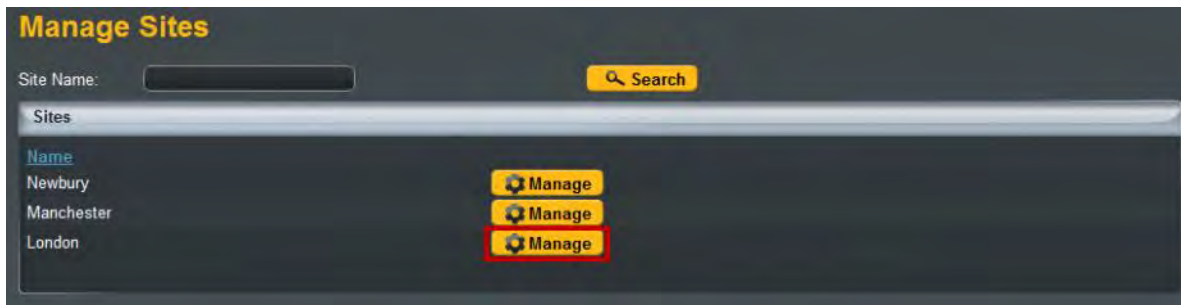 Manage Sites
Site Name:
Search
Sites
Name
Newbury Manage
Manchester Manage
London Manage